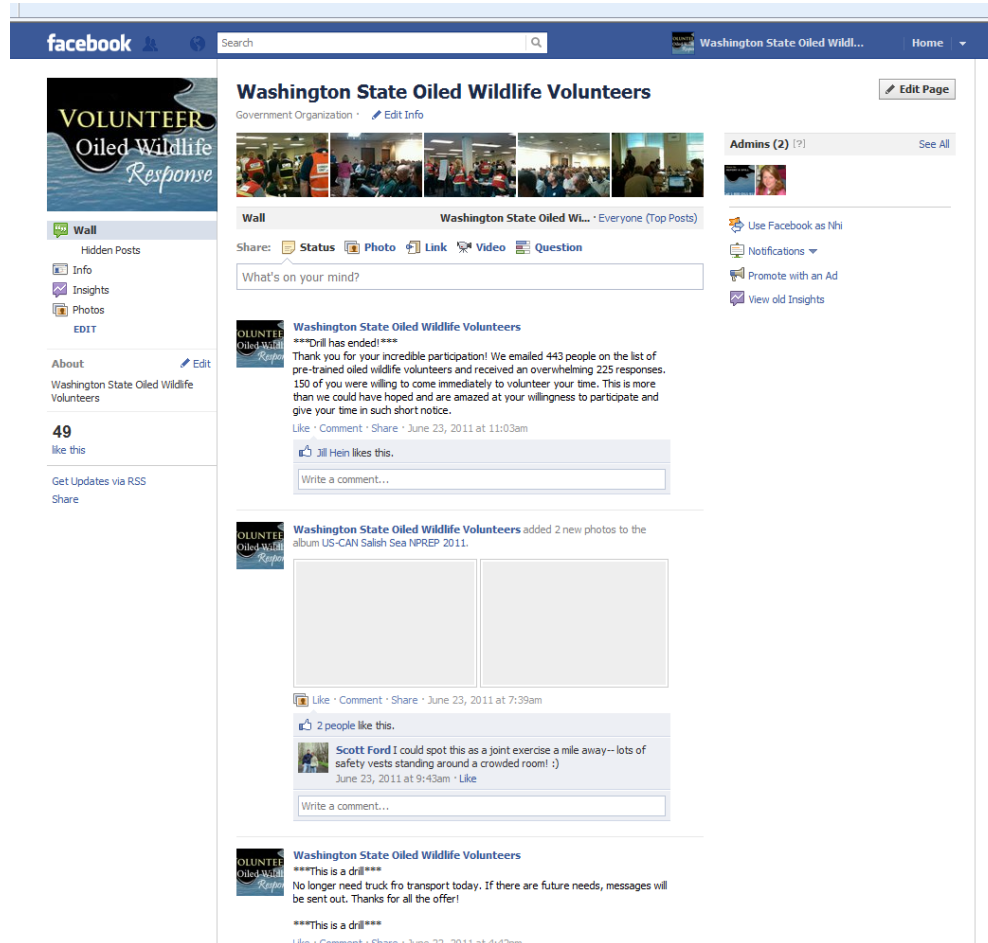 facebook
Search
Washington State Oiled Wildl...
Home
VOLUNTEER
Oiled Wildlife
Response
Washington State Oiled Wildlife Volunteers
Government Organization · Edit Info
Edit Page
Wall
Hidden Posts
Info
Insights
Photos
EDIT
About
Edit
Washington State Oiled Wildlife
Volunteers
49
like this
Get Updates via RSS
Share
Wall
Washington State Oiled Wi... · Everyone (Top Posts)
Share: Status Photo Link Video Question
What's on your mind?
Washington State Oiled Wildlife Volunteers
***Drill has ended!***
Thank you for your incredible participation! We emailed 443 people on the list of
pre-trained oiled wildlife volunteers and received an overwhelming 225 responses.
150 of you were willing to come immediately to volunteer your time. This is more
than we could have hoped and are amazed at your willingness to participate and
give your time in such short notice.
Like · Comment · Share · June 23, 2011 at 11:03am
Jill Hein likes this.
Write a comment...
Washington State Oiled Wildlife Volunteers added 2 new photos to the
album US-CAN Salish Sea NPREP 2011.
Like · Comment · Share · June 23, 2011 at 7:39am
2 people like this.
Scott Ford I could spot this as a joint exercise a mile away-- lots of
safety vests standing around a crowded room! :)
June 23, 2011 at 9:43am · Like
Write a comment...
Washington State Oiled Wildlife Volunteers
***This is a drill***
No longer need truck fro transport today. If there are future needs, messages will
be sent out. Thanks for all the offer!
***This is a drill***
Like · Comment · Share · June 22, 2011 at 4:42pm
Admins (2) [?]
See All
Use Facebook as Nhi
Notifications
Promote with an Ad
View old Insights